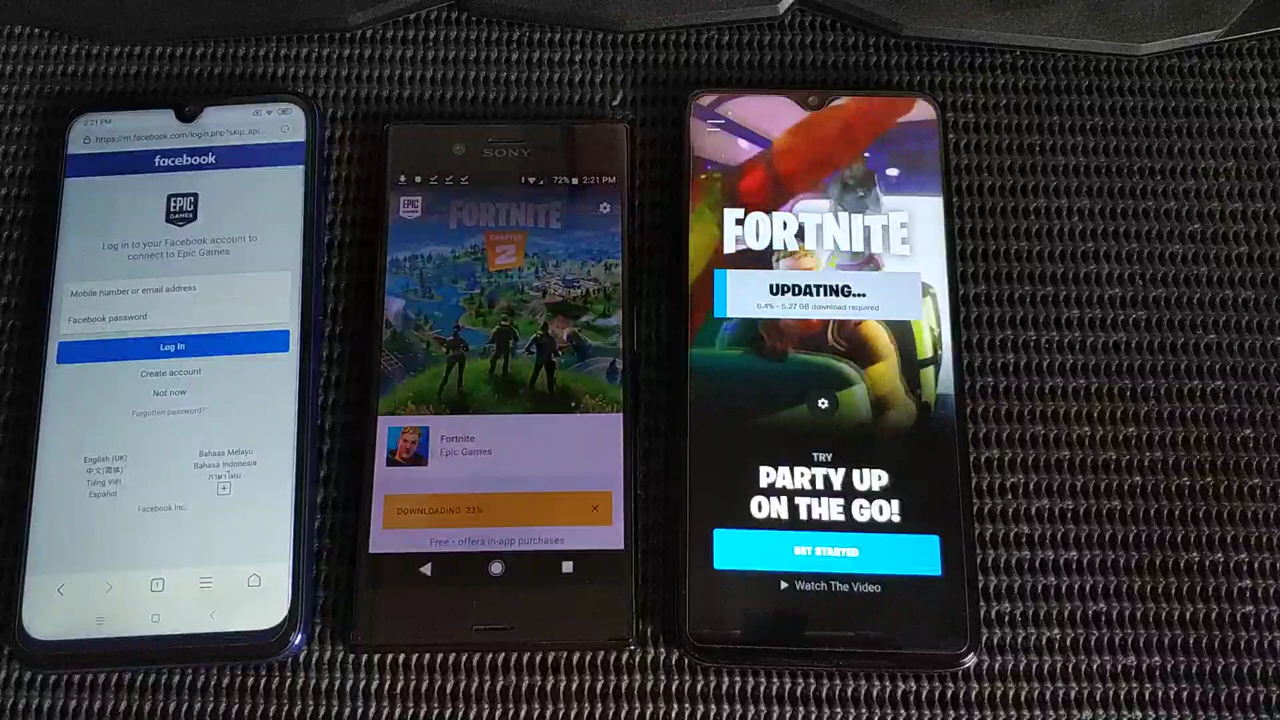 2:21 PM
https://m.facebook.com/login.php?skip_api...
facebook
EPIC
GAMES
Log in to your Facebook account to
connect to Epic Games
Mobile number or email address
Facebook password
Log In
Create account
Not now
Forgotten password?
English (UK)
中文(简体)
Tiếng Việt
Español
Bahasa Melayu
Bahasa Indonesia
ภาษาไทย
Facebook Inc.
1
SONY
72% 2:21 PM
EPIC
GAMES
FORTNITE
CHAPTER
2
Fortnite
Epic Games
DOWNLOADING 23%
Free • offers in-app purchases
FORTNITE
UPDATING...
6.4% - 5.27 GB download required
TRY
PARTY UP
ON THE GO!
GET STARTED
Watch The Video